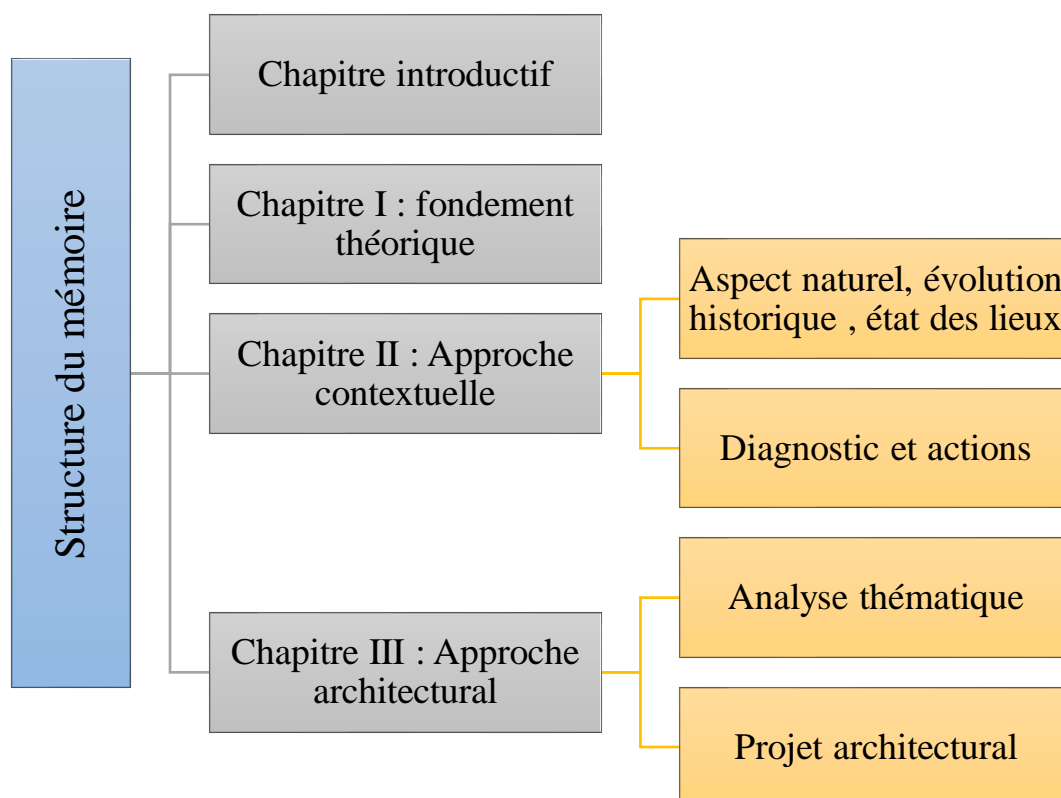 Structure du mémoire
Chapitre introductif
Chapitre I : fondement
théorique
Chapitre II : Approche
contextuelle
Aspect naturel, évolution
historique , état des lieux
Diagnostic et actions
Chapitre III : Approche
architectural
Analyse thématique
Projet architectural